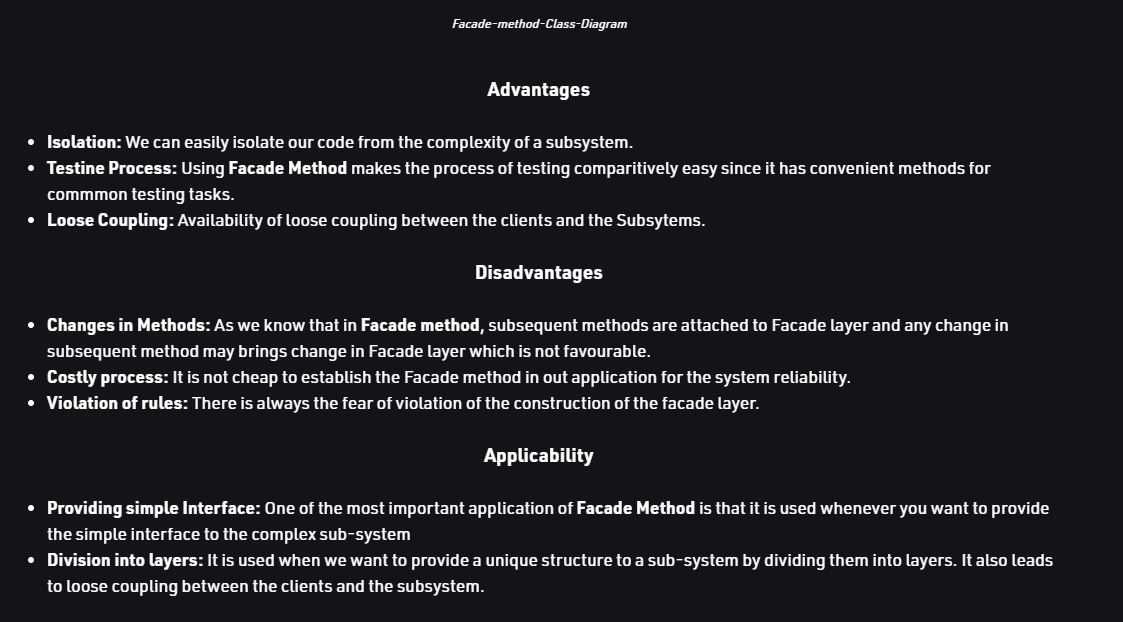 Facade-method-Class-Diagram
Advantages
• Isolation: We can easily isolate our code from the complexity of a subsystem.
• Testine Process: Using Facade Method makes the process of testing comparitively easy since it has convenient methods for
commmon testing tasks.
• Loose Coupling: Availability of loose coupling between the clients and the Subsytems.
Disadvantages
• Changes in Methods: As we know that in Facade method, subsequent methods are attached to Facade layer and any change in
subsequent method may brings change in Facade layer which is not favourable.
• Costly process: It is not cheap to establish the Facade method in out application for the system reliability.
• Violation of rules: There is always the fear of violation of the construction of the facade layer.
Applicability
• Providing simple Interface: One of the most important application of Facade Method is that it is used whenever you want to provide
the simple interface to the complex sub-system
• Division into layers: It is used when we want to provide a unique structure to a sub-system by dividing them into layers. It also leads
to loose coupling between the clients and the subsystem.